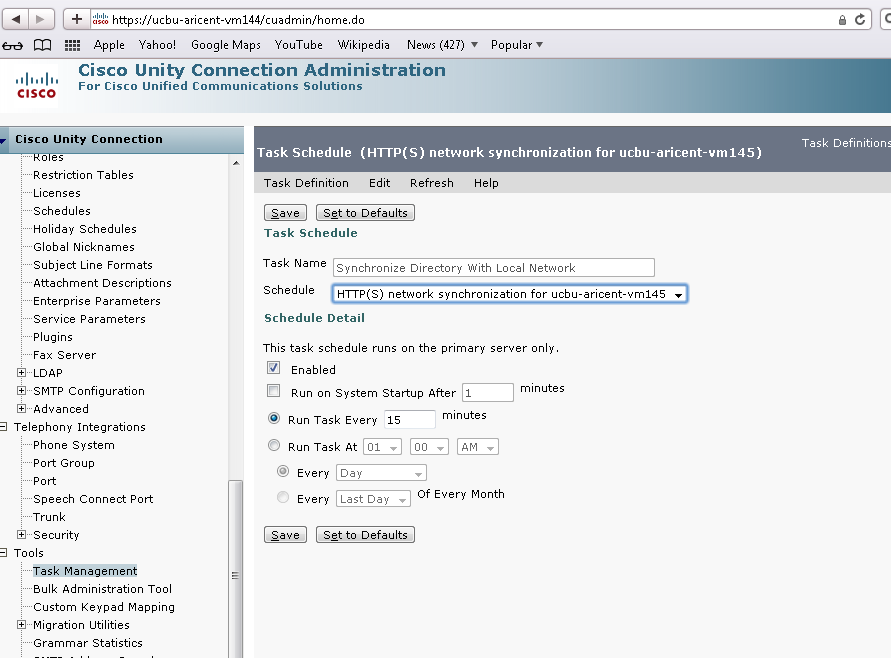 https://ucbu-aricent-vm144/cuadmin/home.do
Apple Yahoo! Google Maps YouTube Wikipedia News (427) Popular
cisco
Cisco Unity Connection Administration
For Cisco Unified Communications Solutions
Cisco Unity Connection
Roles
Restriction Tables
Licenses
Schedules
Holiday Schedules
Global Nicknames
Subject Line Formats
Attachment Descriptions
Enterprise Parameters
Service Parameters
Plugins
Fax Server
LDAP
SMTP Configuration
Advanced
Telephony Integrations
Phone System
Port Group
Port
Speech Connect Port
Trunk
Security
Tools
Task Management
Bulk Administration Tool
Custom Keypad Mapping
Migration Utilities
Grammar Statistics
Task Schedule (HTTP(S) network synchronization for ucbu-aricent-vm145)
Task Definitions
Task Definition Edit Refresh Help
Save Set to Defaults
Task Schedule
Task Name Synchronize Directory With Local Network
Schedule HTTP(S) network synchronization for ucbu-aricent-vm145
Schedule Detail
This task schedule runs on the primary server only.
Enabled
Run on System Startup After 1 minutes
Run Task Every 15 minutes
Run Task At 01 00 AM
Every Day
Every Last Day Of Every Month
Save Set to Defaults